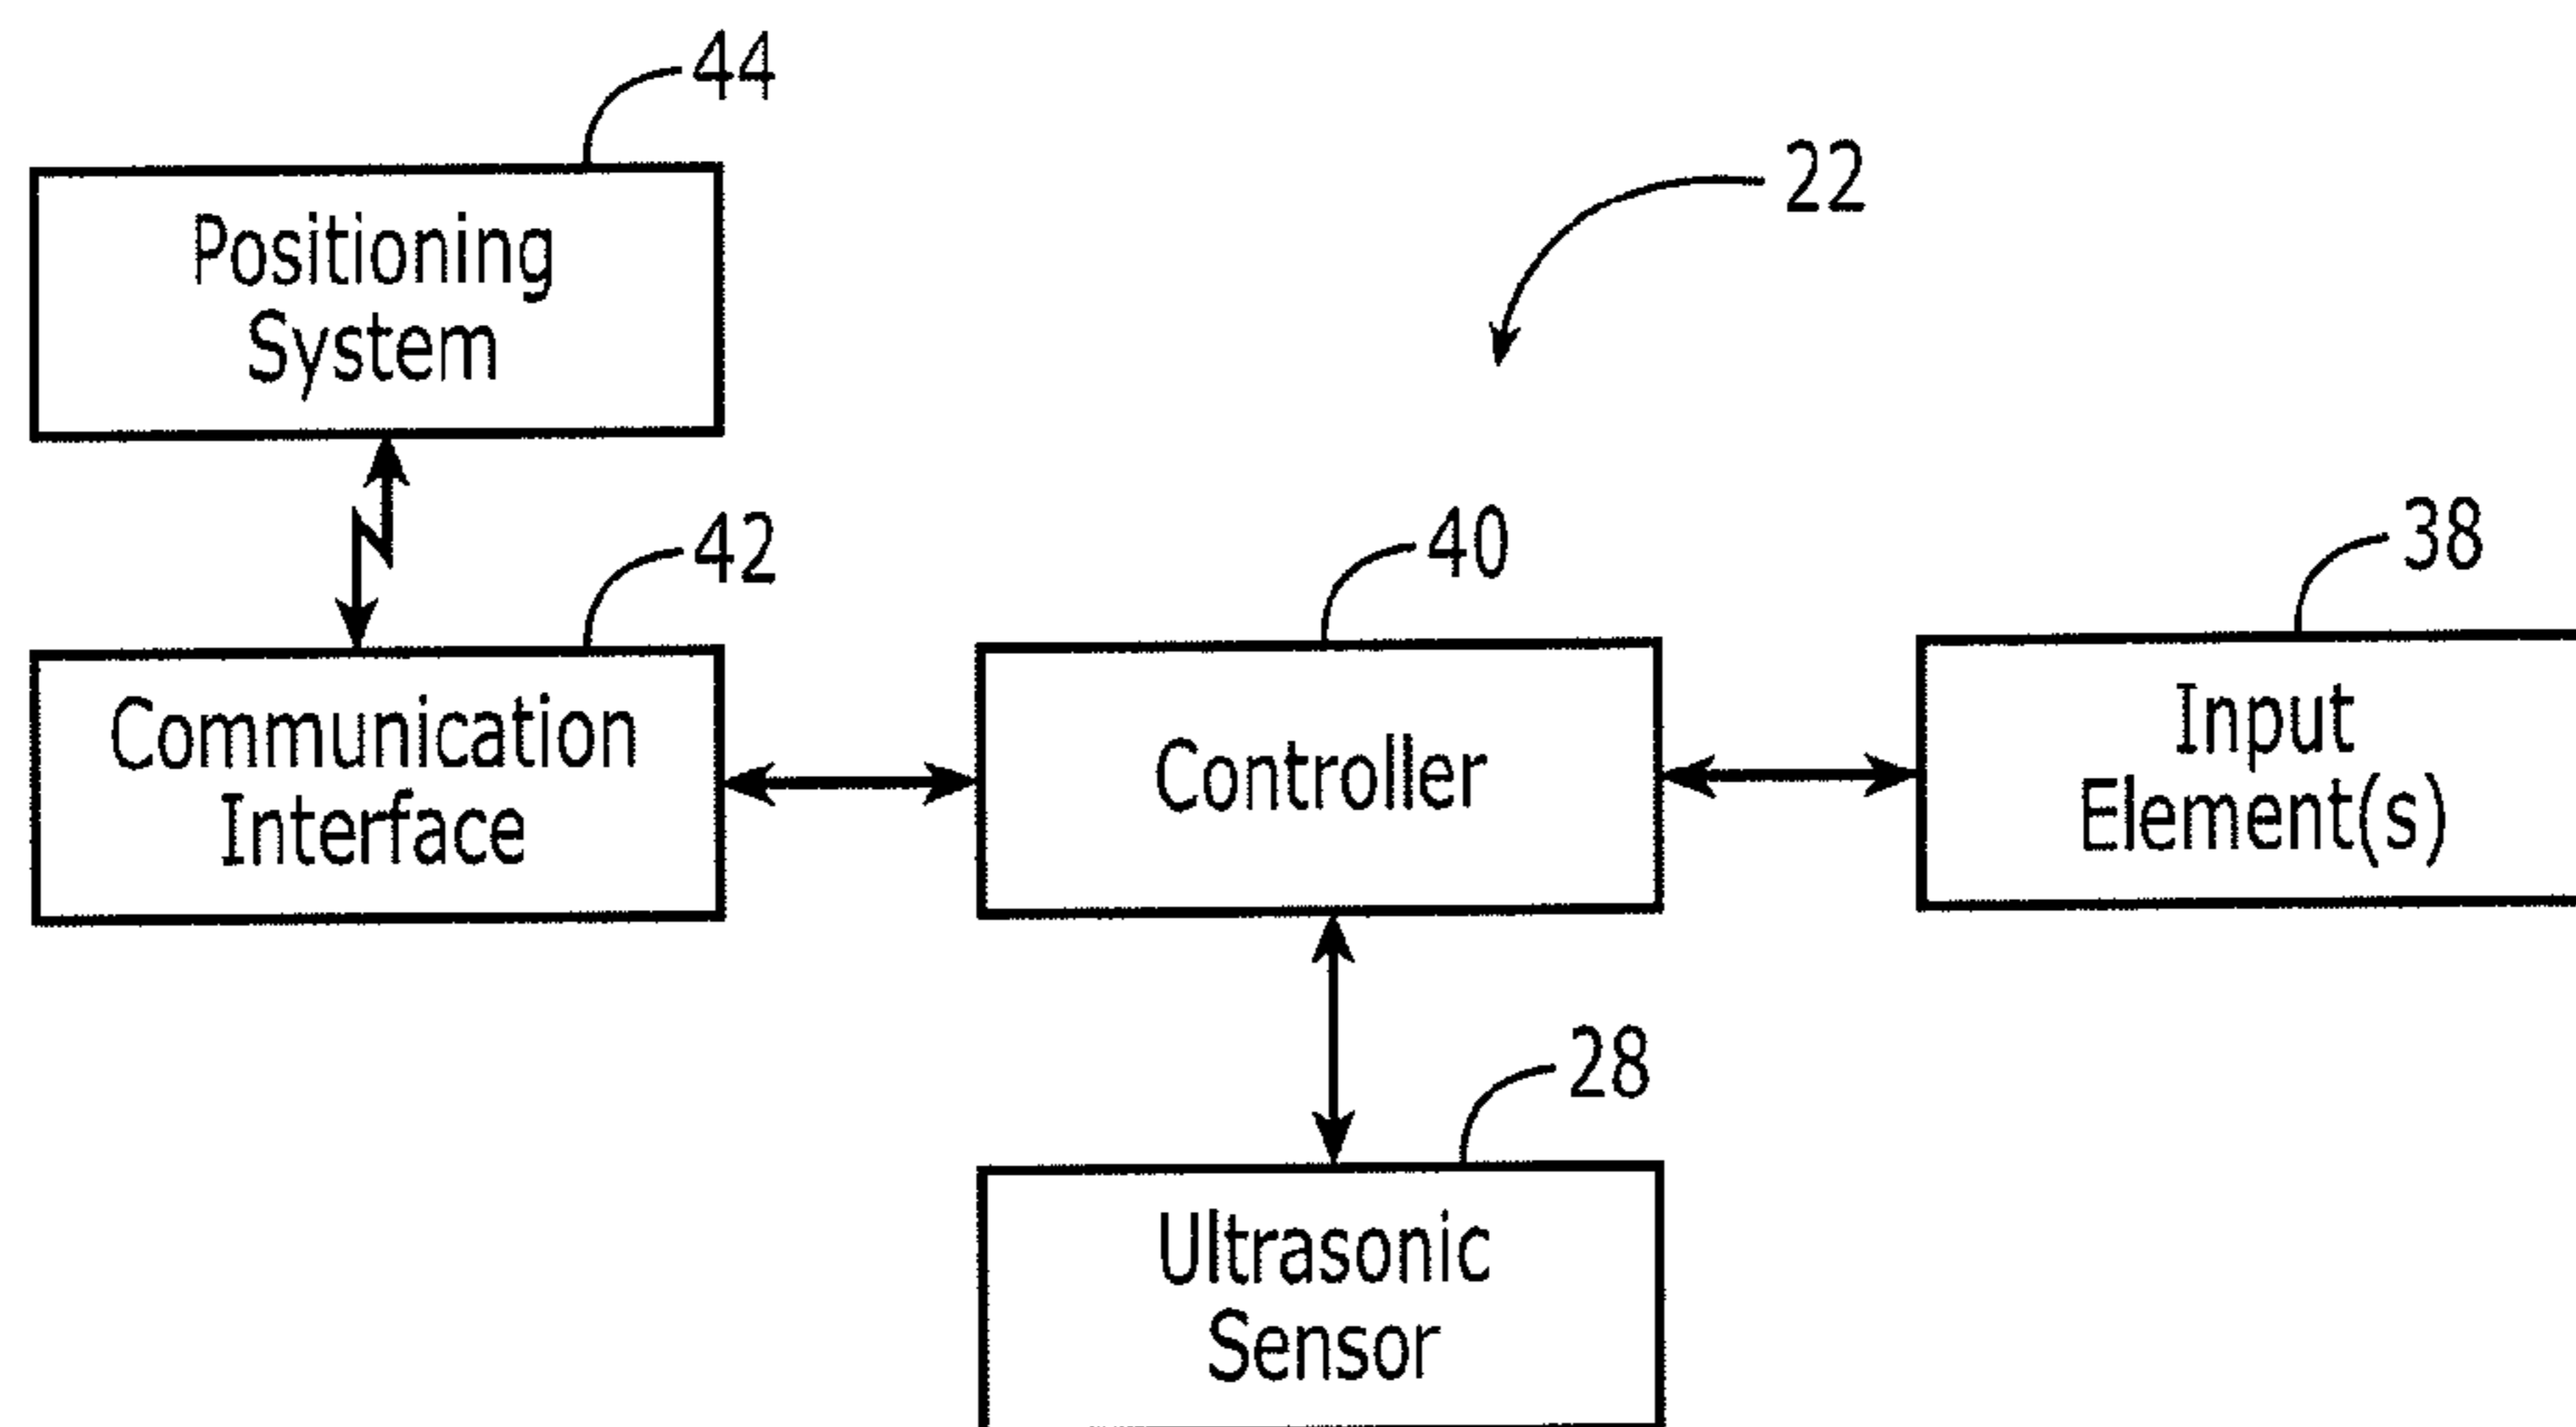 44
Positioning
System
22
42
Communication
Interface
40
Controller
38
Input
Element(s)
28
Ultrasonic
Sensor